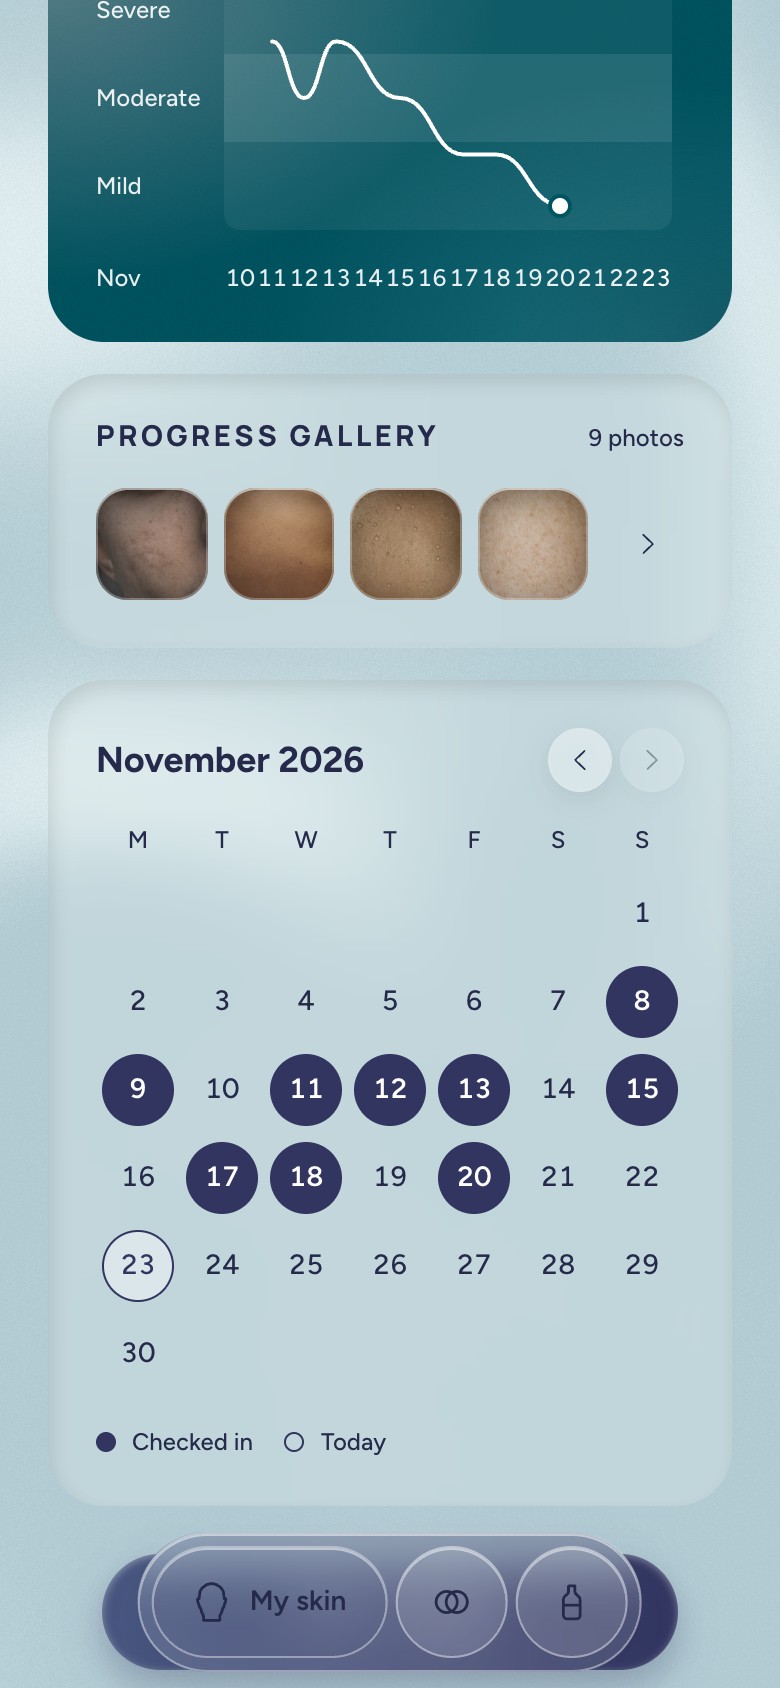 Severe
Moderate
Mild
Nov 10 11 12 13 14 15 16 17 18 19 20 21 22 23
PROGRESS GALLERY 9 photos
November 2026
M T W T F S S
1
2 3 4 5 6 7 8
9 10 11 12 13 14 15
16 17 18 19 20 21 22
23 24 25 26 27 28 29
30
Checked in Today
My skin